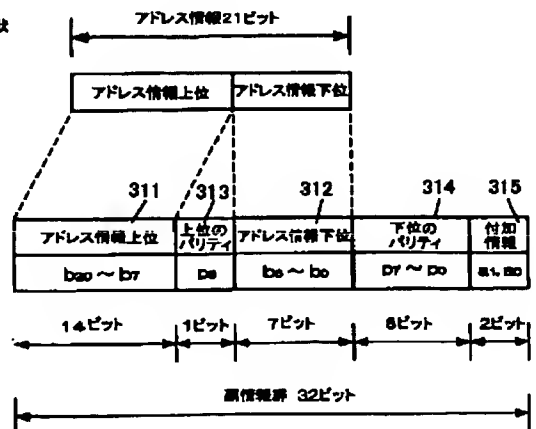 アドレス情報21ビット
アドレス情報上位 アドレス情報下位
311 313 312 314 315
アドレス情報上位 上位の アドレス情報下位 下位の 付加
パリティ パリティ 情報
b20 ～ b7 p8 b6 ～ b0 p7 ～ p0 a1, a0
14ビット 1ビット 7ビット 8ビット 2ビット
32ビット